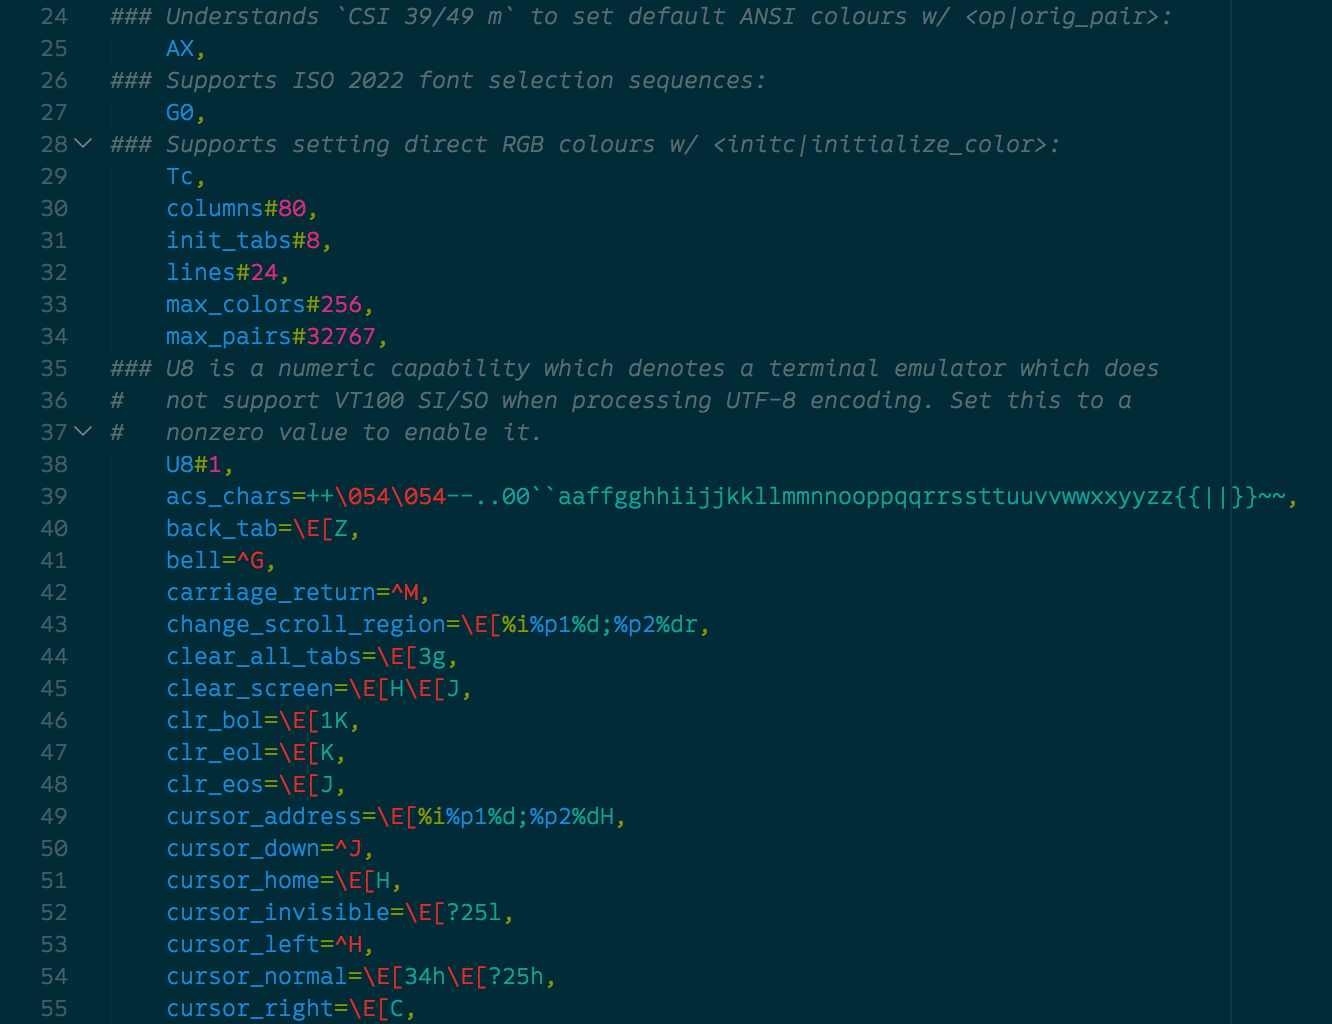 24 ### Understands `CSI 39/49 m` to set default ANSI colours w/ <op|orig_pair>:
25     AX,
26 ### Supports ISO 2022 font selection sequences:
27     G0,
28 ### Supports setting direct RGB colours w/ <initc|initialize_color>:
29     Tc,
30     columns#80,
31     init_tabs#8,
32     lines#24,
33     max_colors#256,
34     max_pairs#32767,
35 ### U8 is a numeric capability which denotes a terminal emulator which does
36 #   not support VT100 SI/SO when processing UTF-8 encoding. Set this to a
37 #   nonzero value to enable it.
38     U8#1,
39     acs_chars=++\054\054--..00``aaffgghhiijjkkllmmnnooppqqrrssttuuvvwwxxyyzz{{||}}~~,
40     back_tab=\E[Z,
41     bell=^G,
42     carriage_return=^M,
43     change_scroll_region=\E[%i%p1%d;%p2%dr,
44     clear_all_tabs=\E[3g,
45     clear_screen=\E[H\E[J,
46     clr_bol=\E[1K,
47     clr_eol=\E[K,
48     clr_eos=\E[J,
49     cursor_address=\E[%i%p1%d;%p2%dH,
50     cursor_down=^J,
51     cursor_home=\E[H,
52     cursor_invisible=\E[?25l,
53     cursor_left=^H,
54     cursor_normal=\E[34h\E[?25h,
55     cursor_right=\E[C,